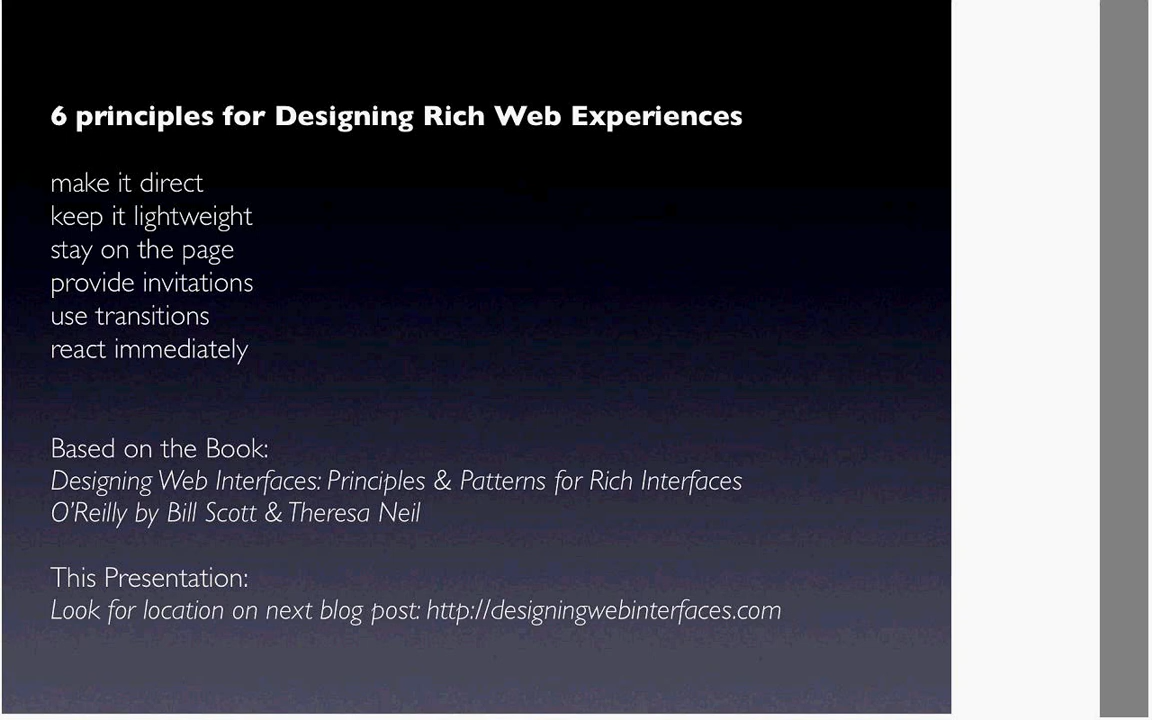 6 principles for Designing Rich Web Experiences
make it direct
keep it lightweight
stay on the page
provide invitations
use transitions
react immediately
Based on the Book:
Designing Web Interfaces: Principles & Patterns for Rich Interfaces
O'Reilly by Bill Scott & Theresa Neil
This Presentation:
Look for location on next blog post: http://designingwebinterfaces.com